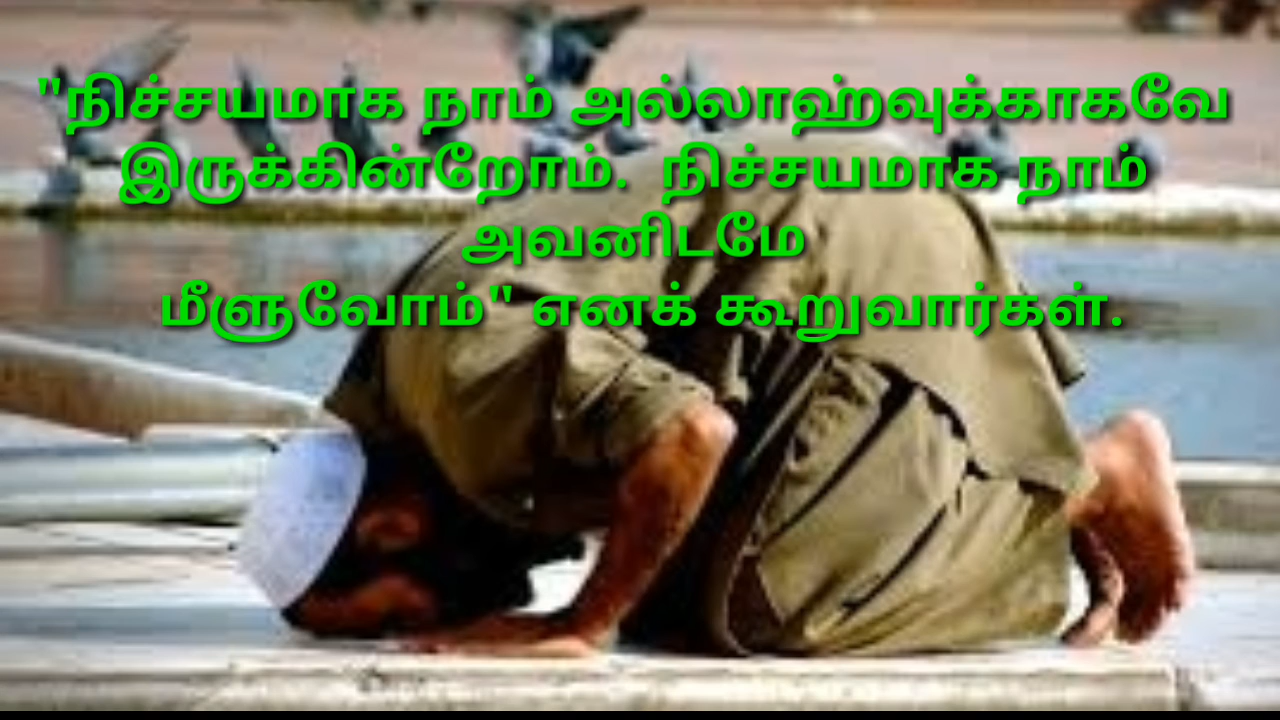 "நிச்சயமாக நாம் அல்லாஹ்வுக்காகவே
இருக்கின்றோம்.  நிச்சயமாக நாம்
அவனிடமே
மீளுவோம்" எனக் கூறுவார்கள்.